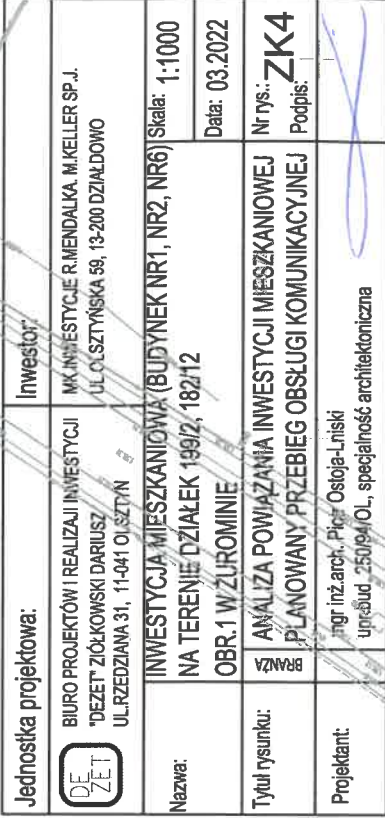 Jednostka projektowa:
Inwestor:
DE
ZET
BIURO PROJEKTÓW I REALIZAJI INWESTYCJI
"DEZET" ZIÓŁKOWSKI DARIUSZ
UL.RZEDZIANA 31, 11-041 OLSZTYN
MK.INWESTYCJE R.MENDALKA. M.KELLER SP.J.
UL.OLSZTYŃSKA 59, 13-200 DZIAŁDOWO
Nazwa:
INWESTYCJA MIESZKANIOWA (BUDYNEK NR1, NR2, NR6)
NA TERENIE DZIAŁEK 199/2, 182/12
OBR.1 W ŻUROMINIE
Skala: 1:1000
Data: 03.2022
Tytuł rysunku:
BRANŻA
ANALIZA POWIĄZANIA INWESTYCJI MIESZKANIOWEJ
PLANOWANY PRZEBIEG OBSŁUGI KOMUNIKACYJNEJ
Nr rys.: ZK4
Podpis:
Projektant:
mgr inż.arch. Piotr Ostoja-Lniski
upr.bud 250/94/OL, specjalność architektoniczna